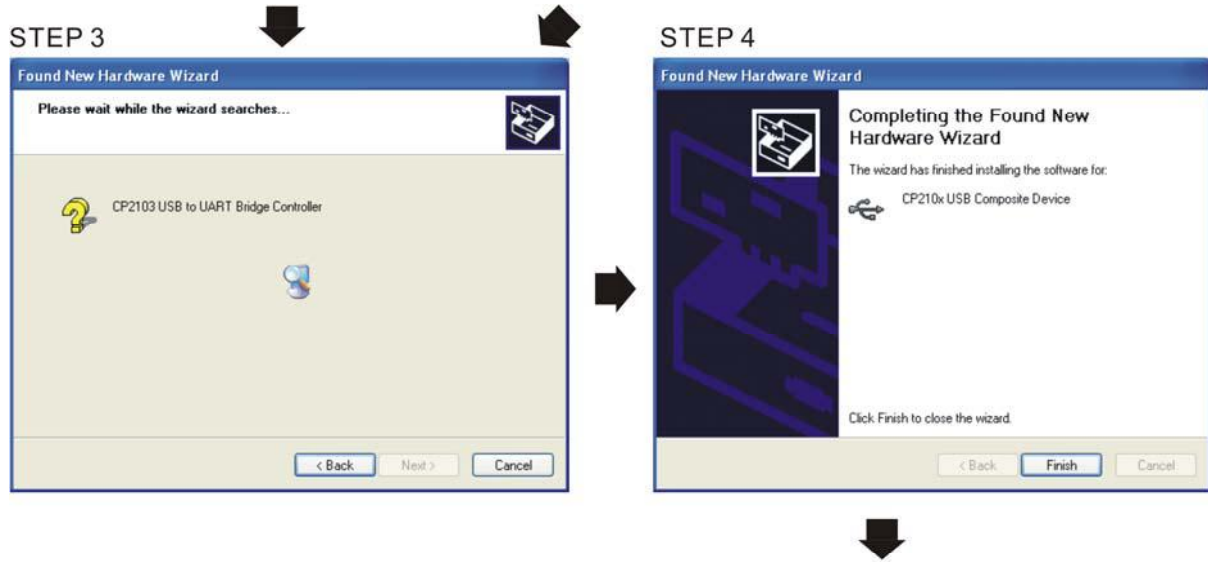 STEP 3
Found New Hardware Wizard
Please wait while the wizard searches...
CP2103 USB to UART Bridge Controller
< Back
Next >
Cancel
STEP 4
Found New Hardware Wizard
Completing the Found New
Hardware Wizard
The wizard has finished installing the software for:
CP210x USB Composite Device
Click Finish to close the wizard.
< Back
Finish
Cancel